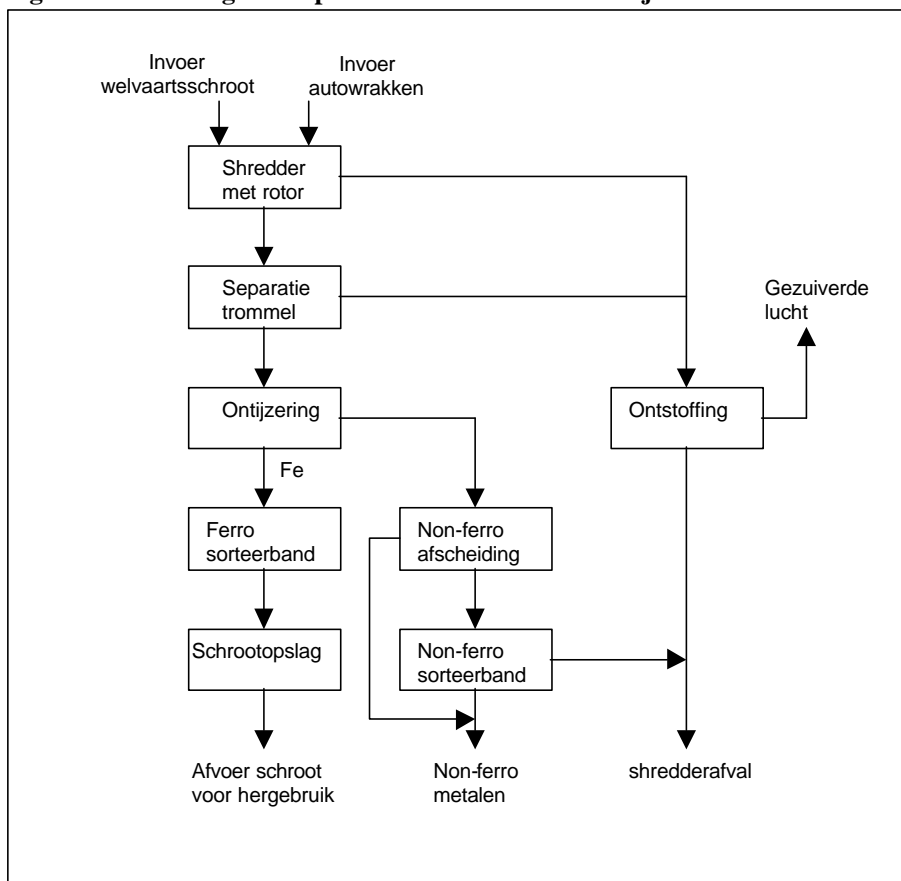 Invoer
welvaartsschroot
Invoer
autowrakken
Shredder
met rotor
Separatie
trommel
Gezuiverde
lucht
Ontijzering
Ontstoffing
Fe
Ferro
sorteerband
Non-ferro
afscheiding
Schrootopslag
Non-ferro
sorteerband
Afvoer schroot
voor hergebruik
Non-ferro
metalen
shredderafval